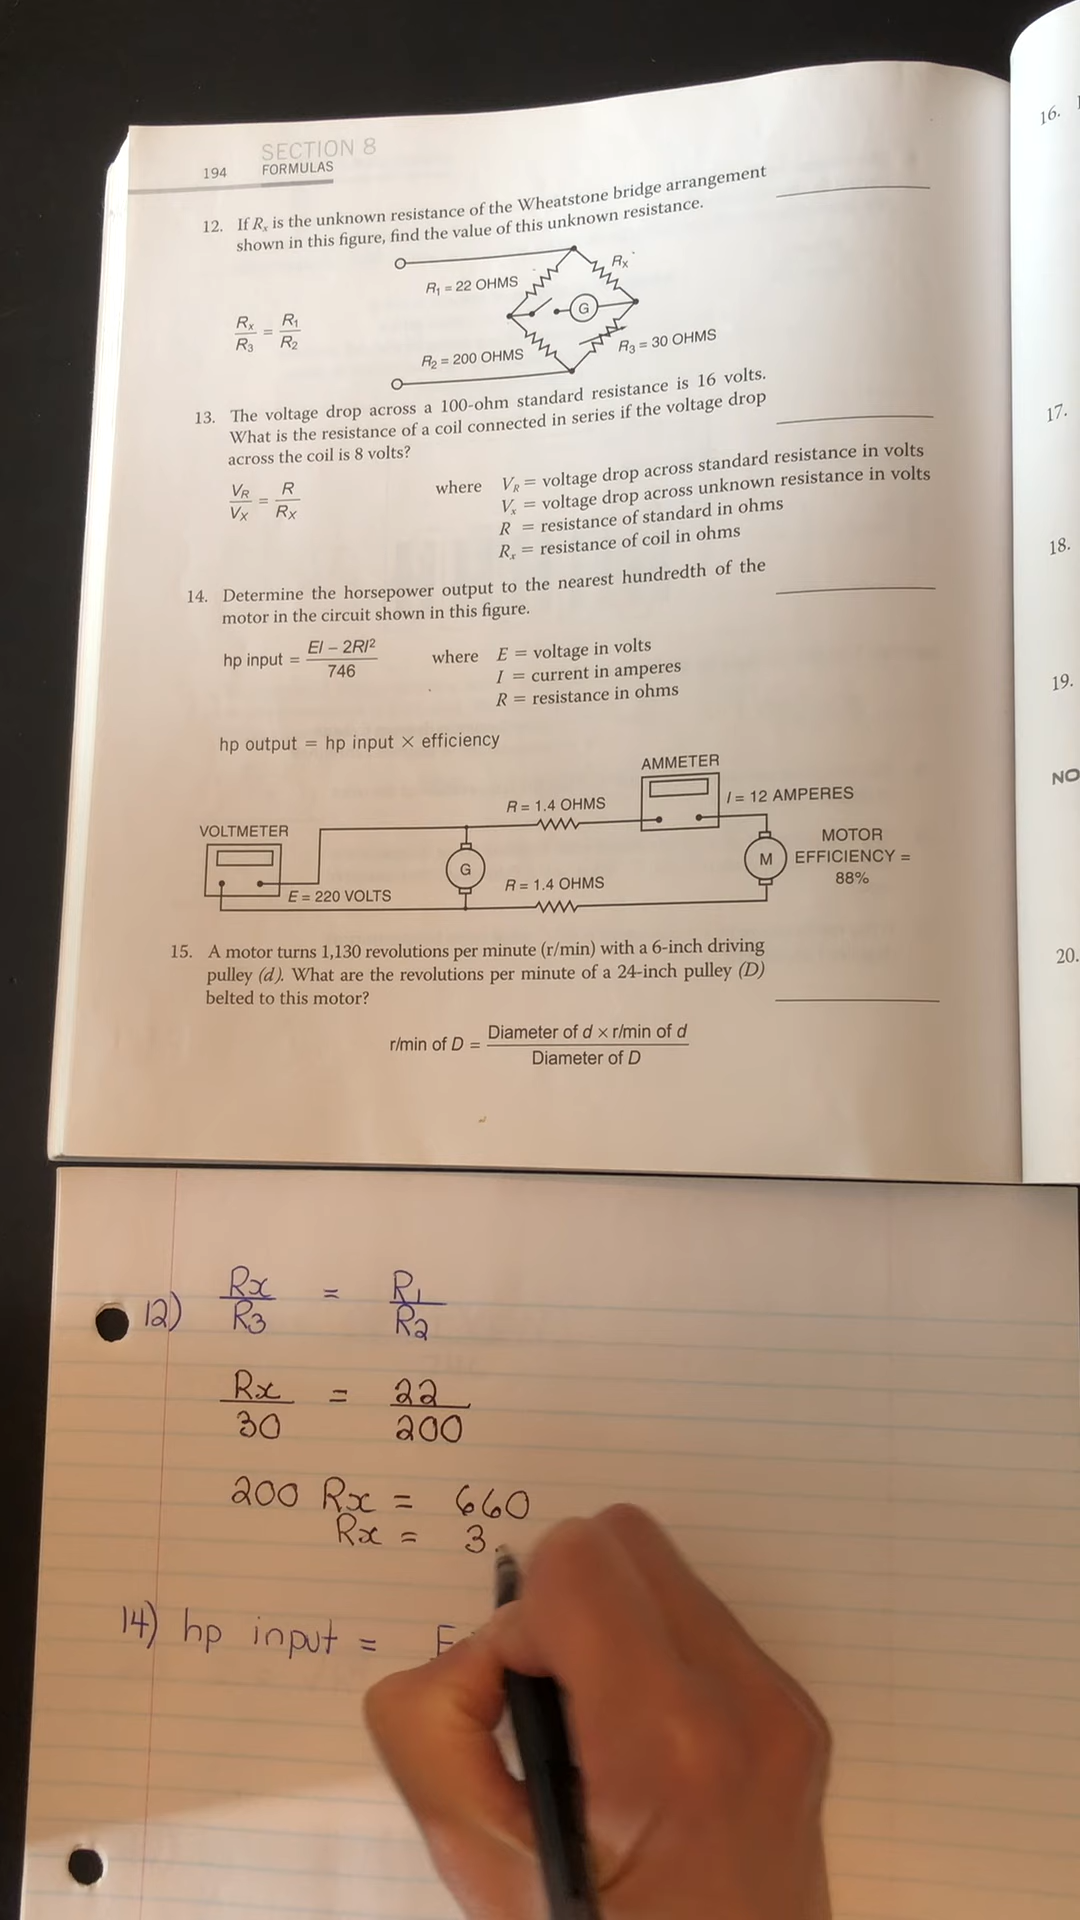 SECTION 8
194 FORMULAS
12. If Rx is the unknown resistance of the Wheatstone bridge arrangement
shown in this figure, find the value of this unknown resistance.
Rx
R1 = 22 OHMS
G
Rx/R3 = R1/R2
R2 = 200 OHMS
R3 = 30 OHMS
13. The voltage drop across a 100-ohm standard resistance is 16 volts.
What is the resistance of a coil connected in series if the voltage drop
across the coil is 8 volts?
VR/VX = R/RX
where VR = voltage drop across standard resistance in volts
Vx = voltage drop across unknown resistance in volts
R = resistance of standard in ohms
Rx = resistance of coil in ohms
14. Determine the horsepower output to the nearest hundredth of the
motor in the circuit shown in this figure.
hp input = EI – 2RI²/746
where E = voltage in volts
I = current in amperes
R = resistance in ohms
hp output = hp input × efficiency
AMMETER
R = 1.4 OHMS
I = 12 AMPERES
VOLTMETER
MOTOR
EFFICIENCY =
88%
G
M
R = 1.4 OHMS
E = 220 VOLTS
15. A motor turns 1,130 revolutions per minute (r/min) with a 6-inch driving
pulley (d). What are the revolutions per minute of a 24-inch pulley (D)
belted to this motor?
r/min of D = Diameter of d × r/min of d/Diameter of D
16.
17.
18.
19.
NO
20.
12) Rx/R3 = R1/R2
Rx/30 = 22/200
200 Rx = 660
Rx = 3.
14) hp input = E